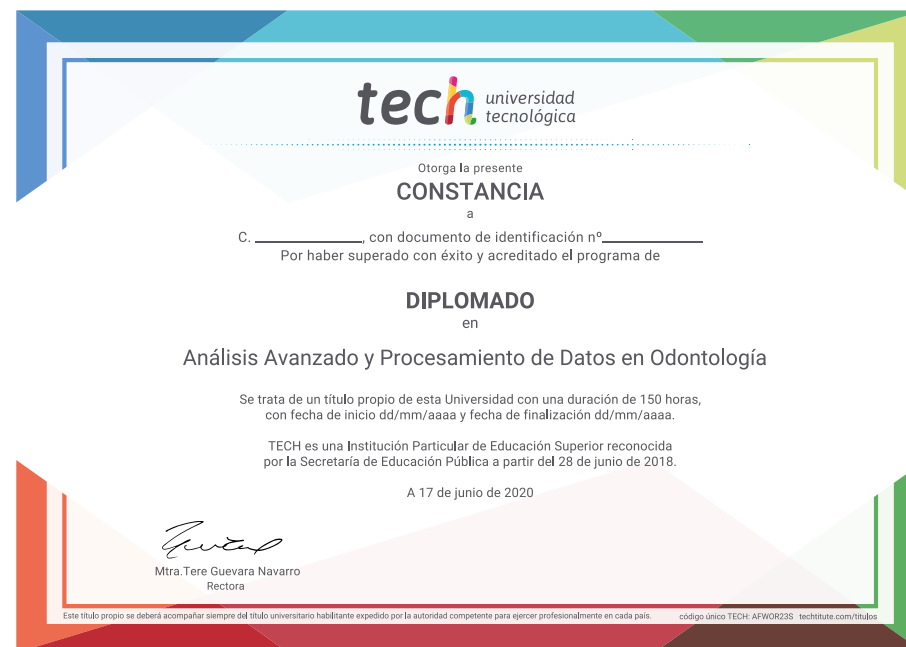 tech universidad
tecnológica
Otorga la presente
CONSTANCIA
a
C. ____________, con documento de identificación nº____________
Por haber superado con éxito y acreditado el programa de
DIPLOMADO
en
Análisis Avanzado y Procesamiento de Datos en Odontología
Se trata de un título propio de esta Universidad con una duración de 150 horas,
con fecha de inicio dd/mm/aaaa y fecha de finalización dd/mm/aaaa.
TECH es una Institución Particular de Educación Superior reconocida
por la Secretaría de Educación Pública a partir del 28 de junio de 2018.
A 17 de junio de 2020
Mtra.Tere Guevara Navarro
Rectora
Este título propio se deberá acompañar siempre del título universitario habilitante expedido por la autoridad competente para ejercer profesionalmente en cada país. código único TECH: AFWOR23S techtitute.com/titulos